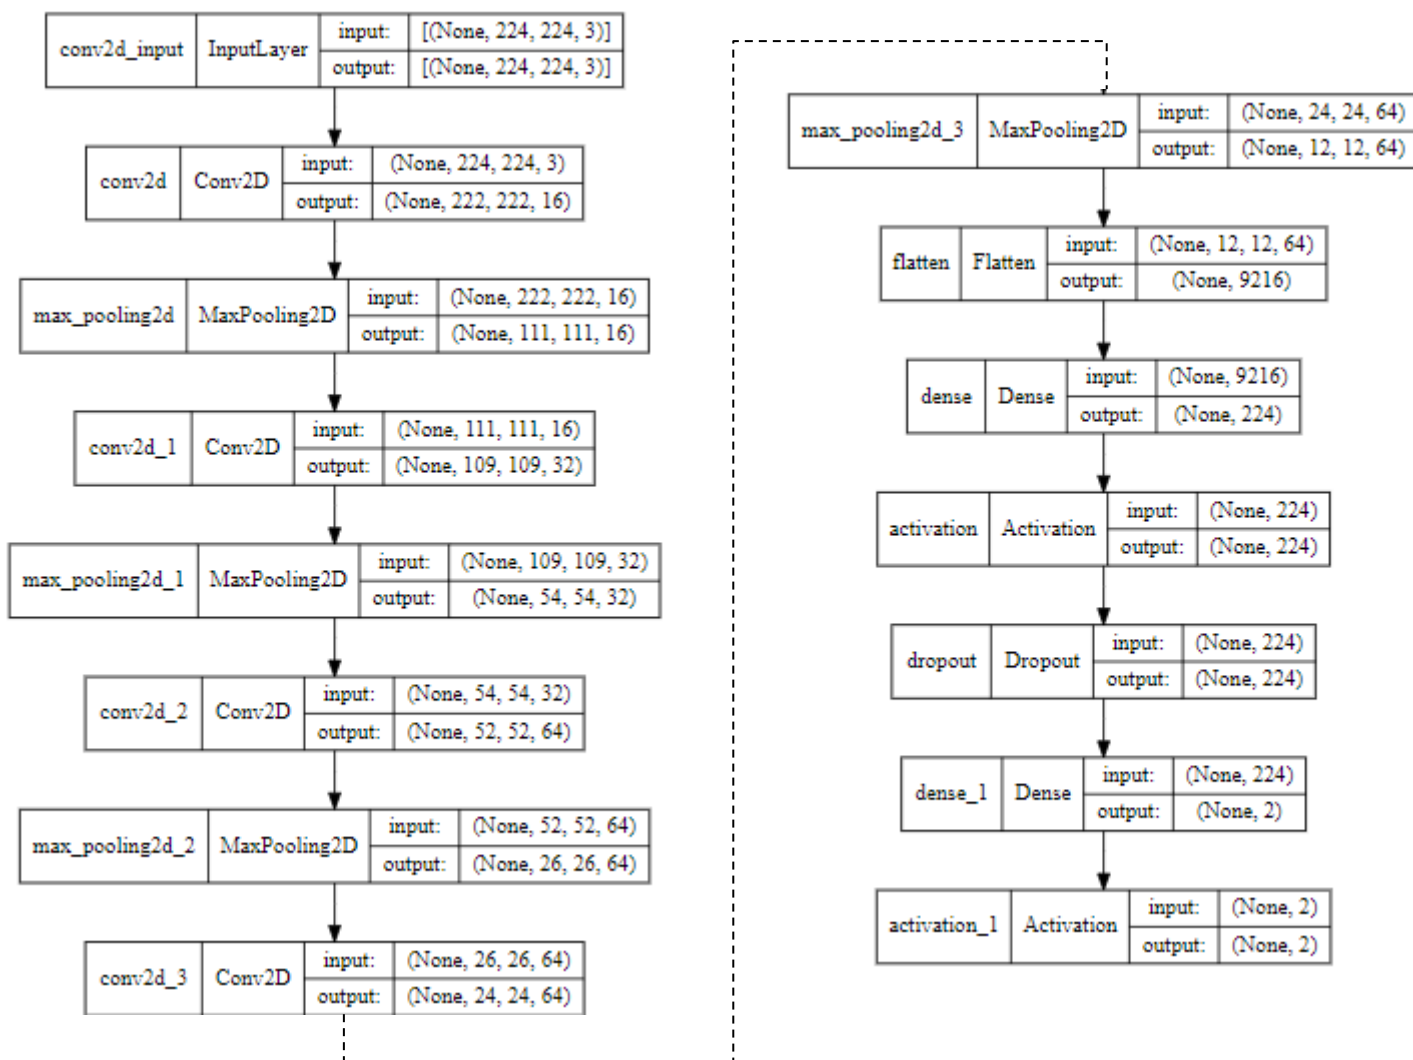 conv2d_input InputLayer input: [(None, 224, 224, 3)]
output: [(None, 224, 224, 3)]
conv2d Conv2D input: (None, 224, 224, 3)
output: (None, 222, 222, 16)
max_pooling2d MaxPooling2D input: (None, 222, 222, 16)
output: (None, 111, 111, 16)
conv2d_1 Conv2D input: (None, 111, 111, 16)
output: (None, 109, 109, 32)
max_pooling2d_1 MaxPooling2D input: (None, 109, 109, 32)
output: (None, 54, 54, 32)
conv2d_2 Conv2D input: (None, 54, 54, 32)
output: (None, 52, 52, 64)
max_pooling2d_2 MaxPooling2D input: (None, 52, 52, 64)
output: (None, 26, 26, 64)
conv2d_3 Conv2D input: (None, 26, 26, 64)
output: (None, 24, 24, 64)
max_pooling2d_3 MaxPooling2D input: (None, 24, 24, 64)
output: (None, 12, 12, 64)
flatten Flatten input: (None, 12, 12, 64)
output: (None, 9216)
dense Dense input: (None, 9216)
output: (None, 224)
activation Activation input: (None, 224)
output: (None, 224)
dropout Dropout input: (None, 224)
output: (None, 224)
dense_1 Dense input: (None, 224)
output: (None, 2)
activation_1 Activation input: (None, 2)
output: (None, 2)